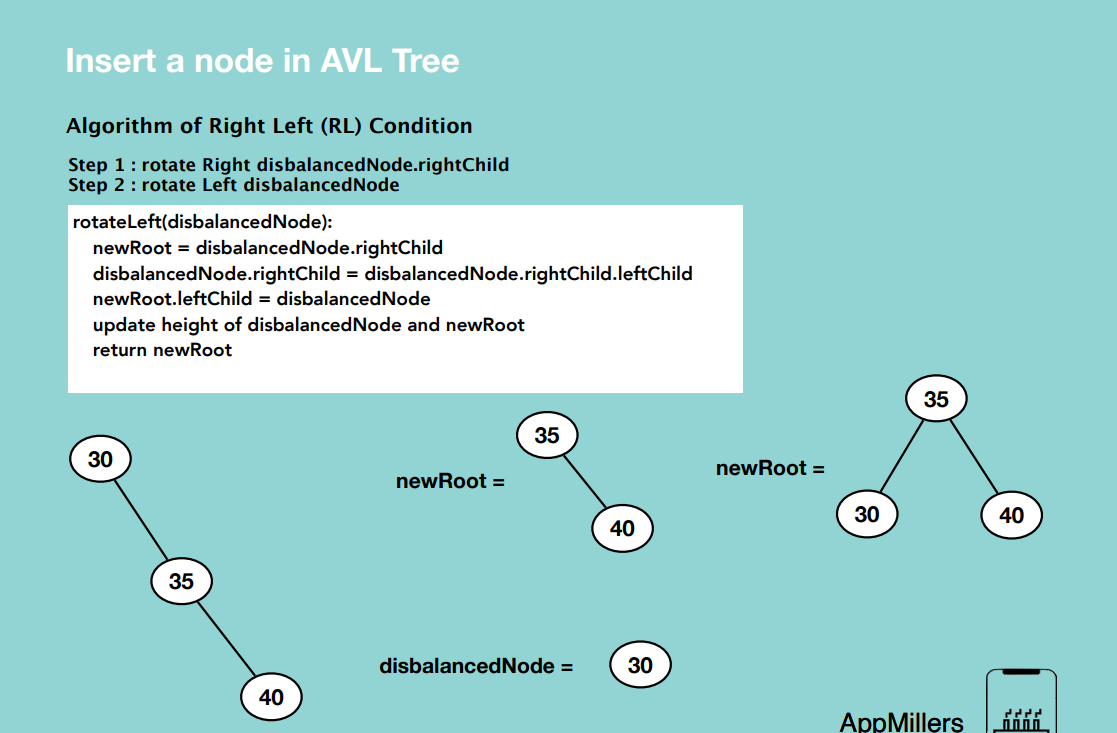 Insert a node in AVL Tree
Algorithm of Right Left (RL) Condition
Step 1 : rotate Right disbalancedNode.rightChild
Step 2 : rotate Left disbalancedNode
rotateLeft(disbalancedNode):
newRoot = disbalancedNode.rightChild
disbalancedNode.rightChild = disbalancedNode.rightChild.leftChild
newRoot.leftChild = disbalancedNode
update height of disbalancedNode and newRoot
return newRoot
30
35
40
newRoot =
35
40
disbalancedNode =
30
newRoot =
35
30
40
AppMillers